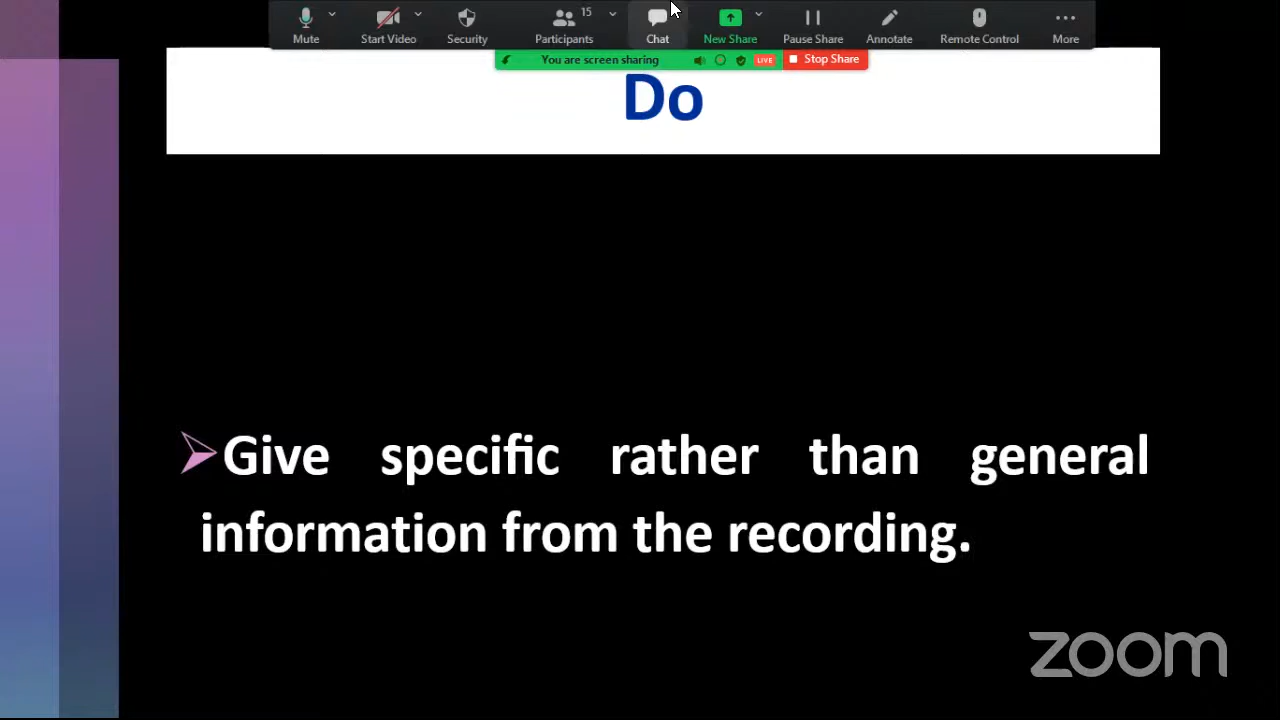 15
Mute Start Video Security Participants Chat New Share Pause Share Annotate Remote Control More
You are screen sharing LIVE Stop Share
Do
Give specific rather than general
information from the recording.
zoom